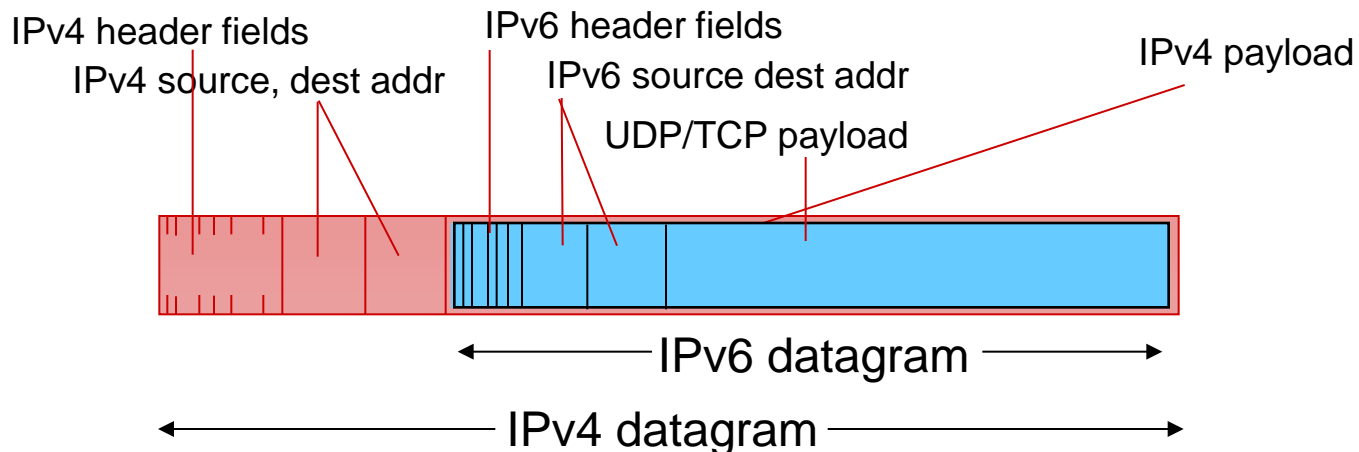 IPv4 header fields
IPv6 header fields
IPv4 payload
IPv4 source, dest addr
IPv6 source dest addr
UDP/TCP payload
IPv6 datagram
IPv4 datagram